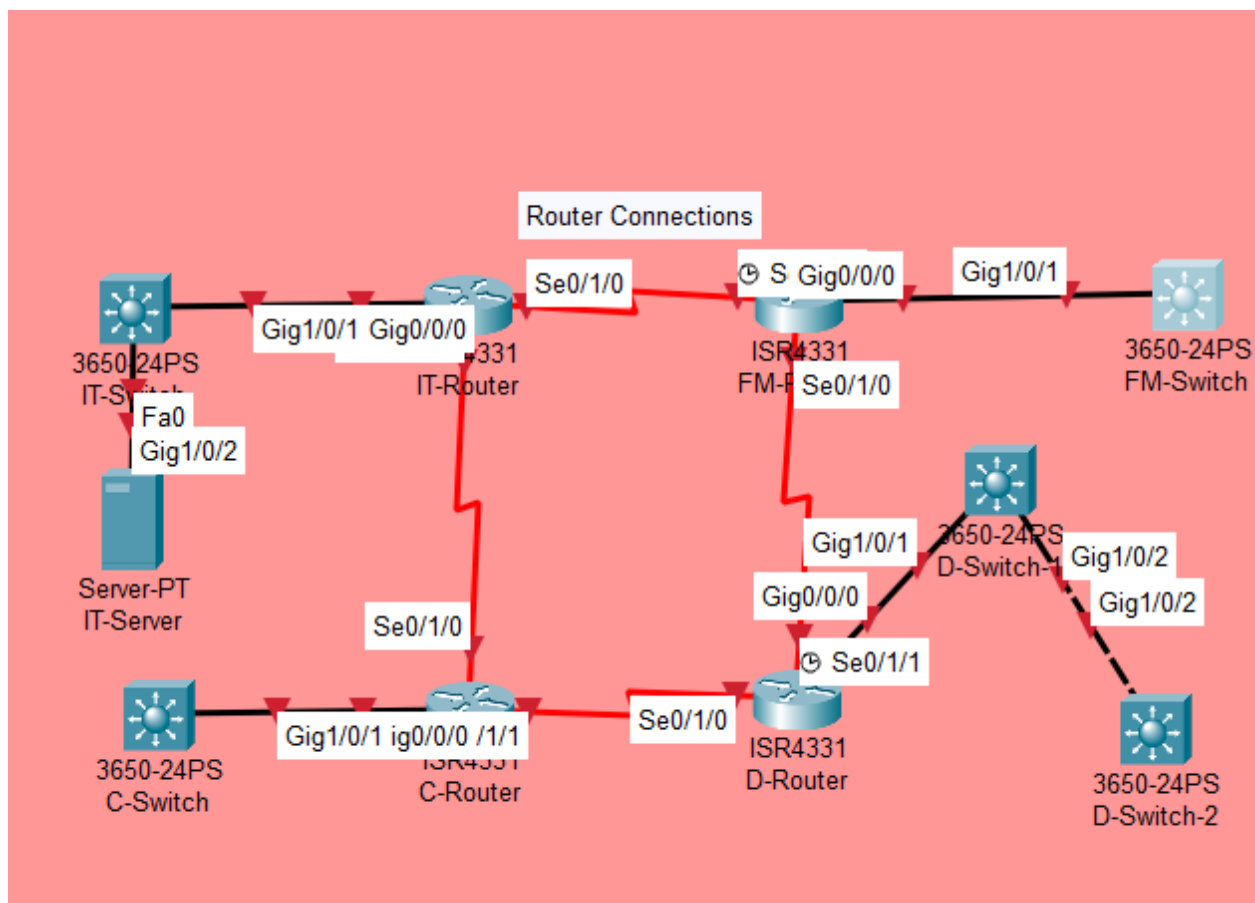 Router Connections
Se0/1/0
Gig0/0/0
Gig1/0/1
Gig1/0/1
Gig0/0/0
3650-24PS
IT-Switch
IT-Router
ISR4331
3650-24PS
FM-Switch
Se0/1/0
Fa0
Gig1/0/2
Gig1/0/1
3650-24PS
D-Switch-1
Gig1/0/2
Gig1/0/2
Server-PT
IT-Server
Gig0/0/0
Se0/1/0
Se0/1/1
Gig1/0/1
ig0/0/0
/1/1
Se0/1/0
3650-24PS
C-Switch
ISR4331
C-Router
ISR4331
D-Router
3650-24PS
D-Switch-2